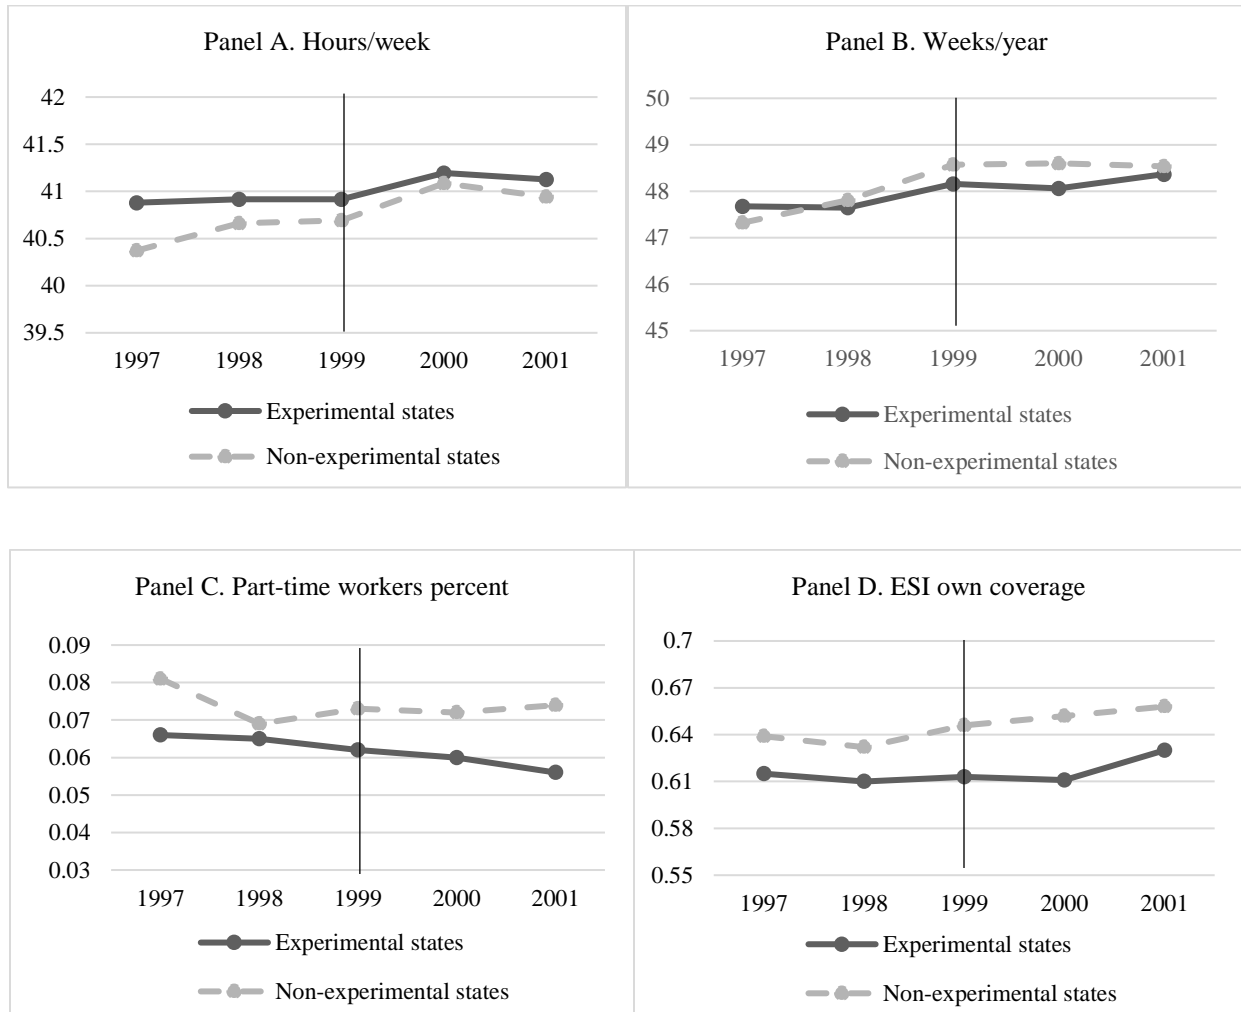 Panel A. Hours/week
42
41.5
41
40.5
40
39.5
1997 1998 1999 2000 2001
Experimental states
Non-experimental states
Panel B. Weeks/year
50
49
48
47
46
45
1997 1998 1999 2000 2001
Experimental states
Non-experimental states
Panel C. Part-time workers percent
0.09
0.08
0.07
0.06
0.05
0.04
0.03
1997 1998 1999 2000 2001
Experimental states
Non-experimental states
Panel D. ESI own coverage
0.7
0.67
0.64
0.61
0.58
0.55
1997 1998 1999 2000 2001
Experimental states
Non-experimental states